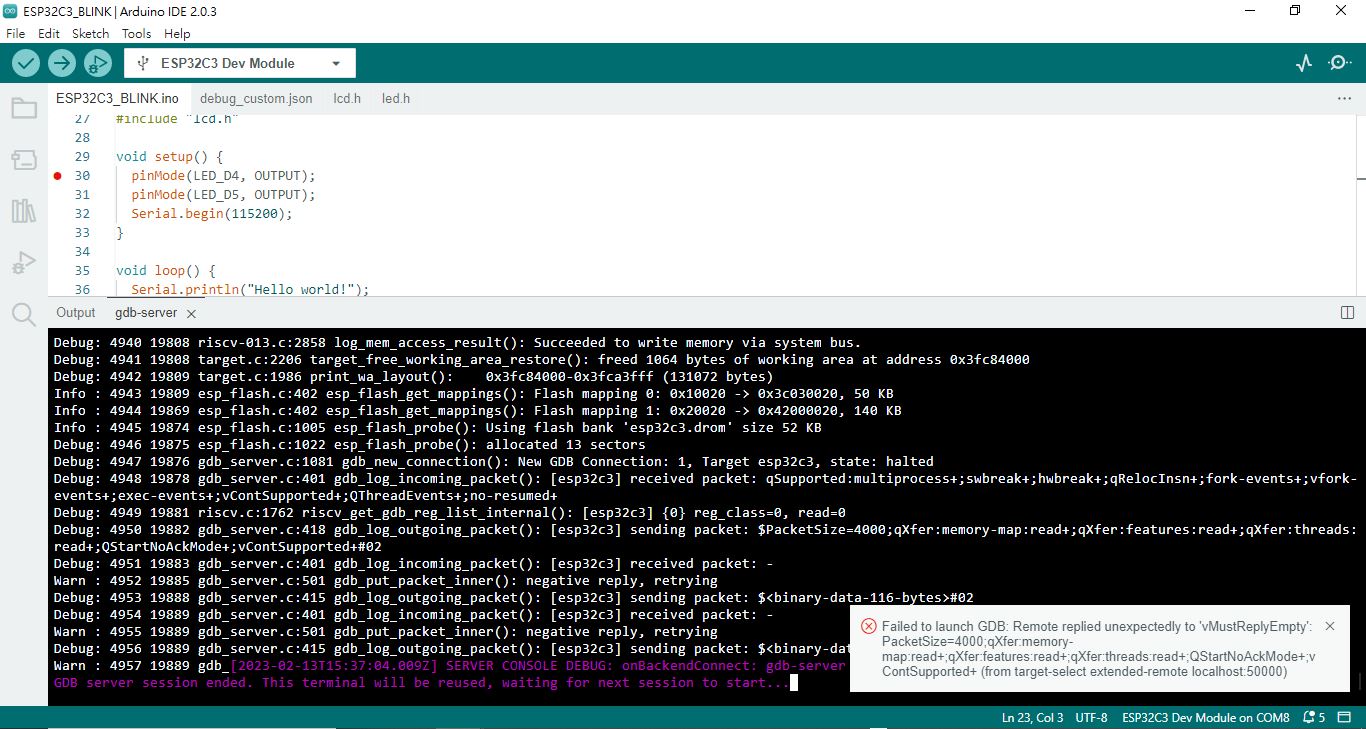 ESP32C3_BLINK | Arduino IDE 2.0.3
File Edit Sketch Tools Help
ESP32C3 Dev Module
ESP32C3_BLINK.ino debug_custom.json lcd.h led.h
27 #include "lcd.h"
28
29 void setup() {
30 pinMode(LED_D4, OUTPUT);
31 pinMode(LED_D5, OUTPUT);
32 Serial.begin(115200);
33 }
34
35 void loop() {
36 Serial.println("Hello world!");
Output gdb-server
Debug: 4940 19808 riscv-013.c:2858 log_mem_access_result(): Succeeded to write memory via system bus.
Debug: 4941 19808 target.c:2206 target_free_working_area_restore(): freed 1064 bytes of working area at address 0x3fc84000
Debug: 4942 19809 target.c:1986 print_wa_layout(): 0x3fc84000-0x3fca3fff (131072 bytes)
Info : 4943 19809 esp_flash.c:402 esp_flash_get_mappings(): Flash mapping 0: 0x10020 -> 0x3c030020, 50 KB
Info : 4944 19869 esp_flash.c:402 esp_flash_get_mappings(): Flash mapping 1: 0x20020 -> 0x42000020, 140 KB
Info : 4945 19874 esp_flash.c:1005 esp_flash_probe(): Using flash bank 'esp32c3.drom' size 52 KB
Debug: 4946 19875 esp_flash.c:1022 esp_flash_probe(): allocated 13 sectors
Debug: 4947 19876 gdb_server.c:1081 gdb_new_connection(): New GDB Connection: 1, Target esp32c3, state: halted
Debug: 4948 19878 gdb_server.c:401 gdb_log_incoming_packet(): [esp32c3] received packet: qSupported:multiprocess+;swbreak+;hwbreak+;qRelocInsn+;fork-events+;vfork-
events+;exec-events+;vContSupported+;QThreadEvents+;no-resumed+
Debug: 4949 19881 riscv.c:1762 riscv_get_gdb_reg_list_internal(): [esp32c3] {0} reg_class=0, read=0
Debug: 4950 19882 gdb_server.c:418 gdb_log_outgoing_packet(): [esp32c3] sending packet: $PacketSize=4000;qXfer:memory-map:read+;qXfer:features:read+;qXfer:threads:
read+;QStartNoAckMode+;vContSupported+#02
Debug: 4951 19883 gdb_server.c:401 gdb_log_incoming_packet(): [esp32c3] received packet: -
Warn : 4952 19885 gdb_server.c:501 gdb_put_packet_inner(): negative reply, retrying
Debug: 4953 19888 gdb_server.c:415 gdb_log_outgoing_packet(): [esp32c3] sending packet: $<binary-data-116-bytes>#02
Debug: 4954 19889 gdb_server.c:401 gdb_log_incoming_packet(): [esp32c3] received packet: -
Warn : 4955 19889 gdb_server.c:501 gdb_put_packet_inner(): negative reply, retrying
Debug: 4956 19889 gdb_server.c:415 gdb_log_outgoing_packet(): [esp32c3] sending packet: $<binary-dat
Warn : 4957 19889 gdb_[2023-02-13T15:37:04.009Z] SERVER CONSOLE DEBUG: onBackendConnect: gdb-server
GDB server session ended. This terminal will be reused, waiting for next session to start...
Failed to launch GDB: Remote replied unexpectedly to 'vMustReplyEmpty':
PacketSize=4000;qXfer:memory-
map:read+;qXfer:features:read+;qXfer:threads:read+;QStartNoAckMode+;v
ContSupported+ (from target-select extended-remote localhost:50000)
Ln 23, Col 3 UTF-8 ESP32C3 Dev Module on COM8 5